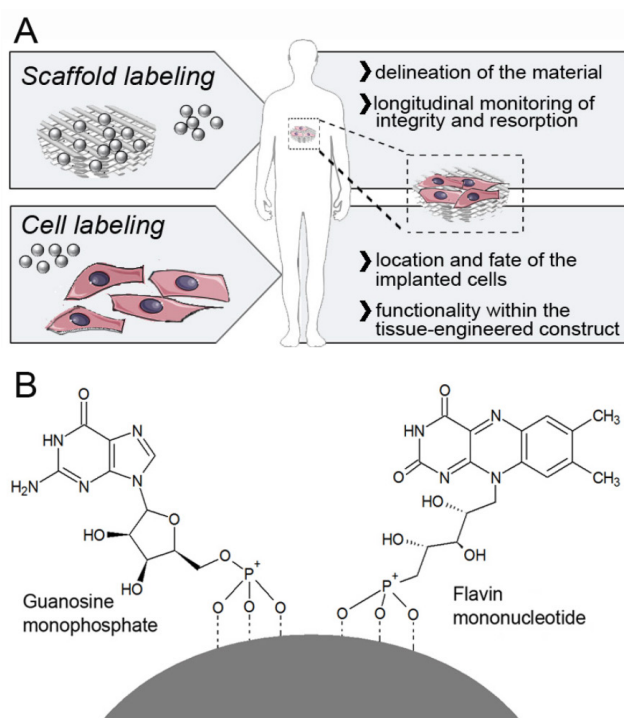 A
Scaffold labeling
❯ delineation of the material
❯ longitudinal monitoring of
integrity and resorption
Cell labeling
❯ location and fate of the
implanted cells
❯ functionality within the
tissue-engineered construct
B
O
HN
N
H₂N
N
N
HO
HO
O
O
P⁺
O
O
O
Guanosine
monophosphate
O
N
CH₃
HN
O
N
N
CH₃
HO
HO
OH
P⁺
O
O
O
Flavin
mononucleotide